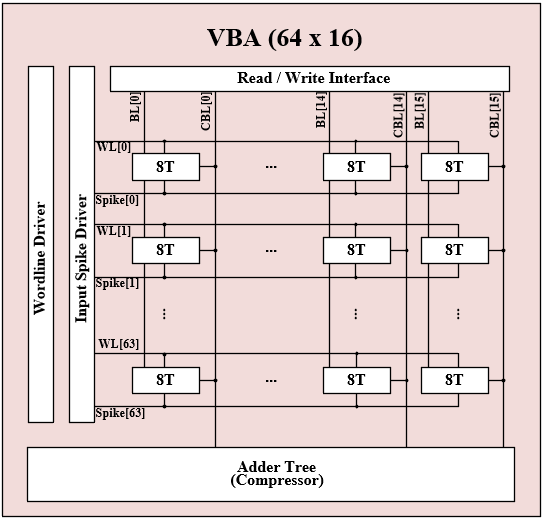 VBA (64 x 16)
Read / Write Interface
BL[0]
CBL[0]
BL[14]
CBL[14]
BL[15]
CBL[15]
Wordline Driver
Input Spike Driver
WL[0]
8T
...
8T
8T
Spike[0]
WL[1]
8T
...
8T
8T
Spike[1]
...
...
...
WL[63]
8T
...
8T
8T
Spike[63]
Adder Tree
(Compressor)